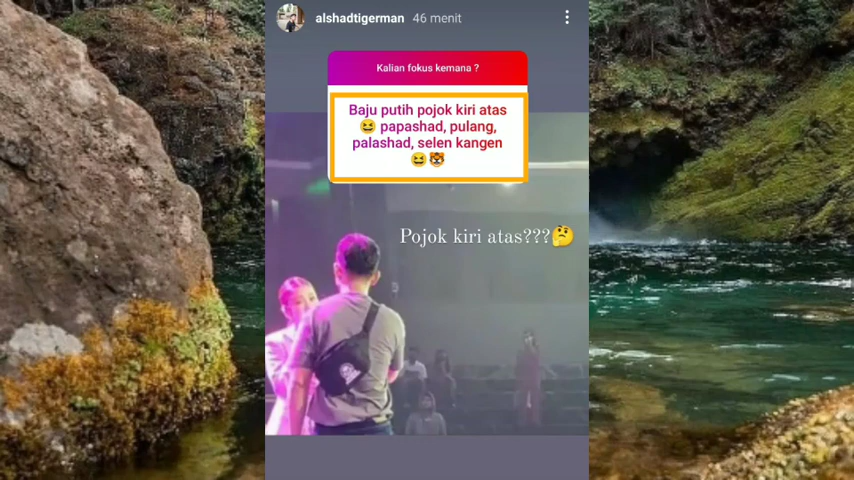 alshadtigerman 46 menit
Kalian fokus kemana ?
Baju putih pojok kiri atas
😆 papashad, pulang,
palashad, selen kangen
😆🐯
Pojok kiri atas???🤔